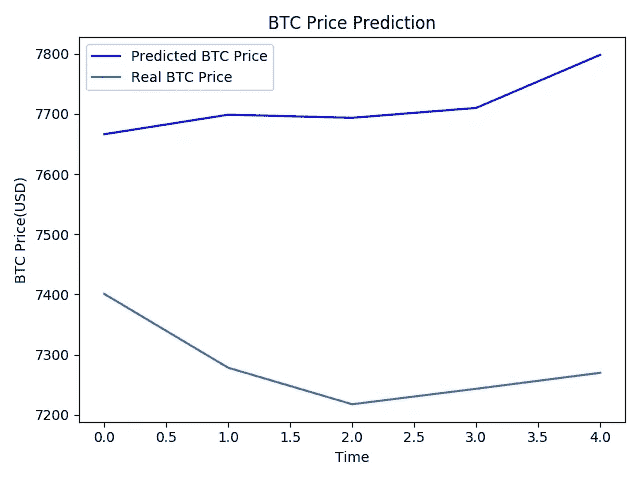 BTC Price Prediction
Predicted BTC Price
Real BTC Price
BTC Price(USD)
7800
7700
7600
7500
7400
7300
7200
0.0 0.5 1.0 1.5 2.0 2.5 3.0 3.5 4.0
Time